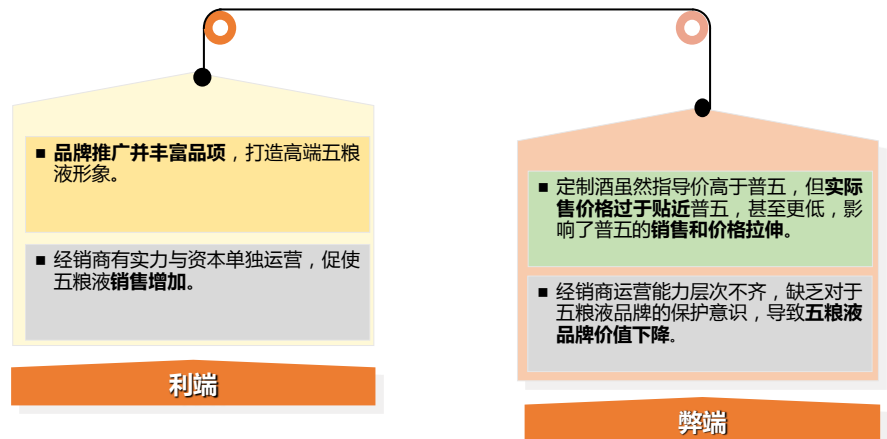 ■ 品牌推广并丰富品项，打造高端五粮
液形象。
■ 经销商有实力与资本单独运营，促使
五粮液销售增加。
利端
■ 定制酒虽然指导价高于普五，但实际
售价格过于贴近普五，甚至更低，影
响了普五的销售和价格拉伸。
■ 经销商运营能力层次不齐，缺乏对于
五粮液品牌的保护意识，导致五粮液
品牌价值下降。
弊端